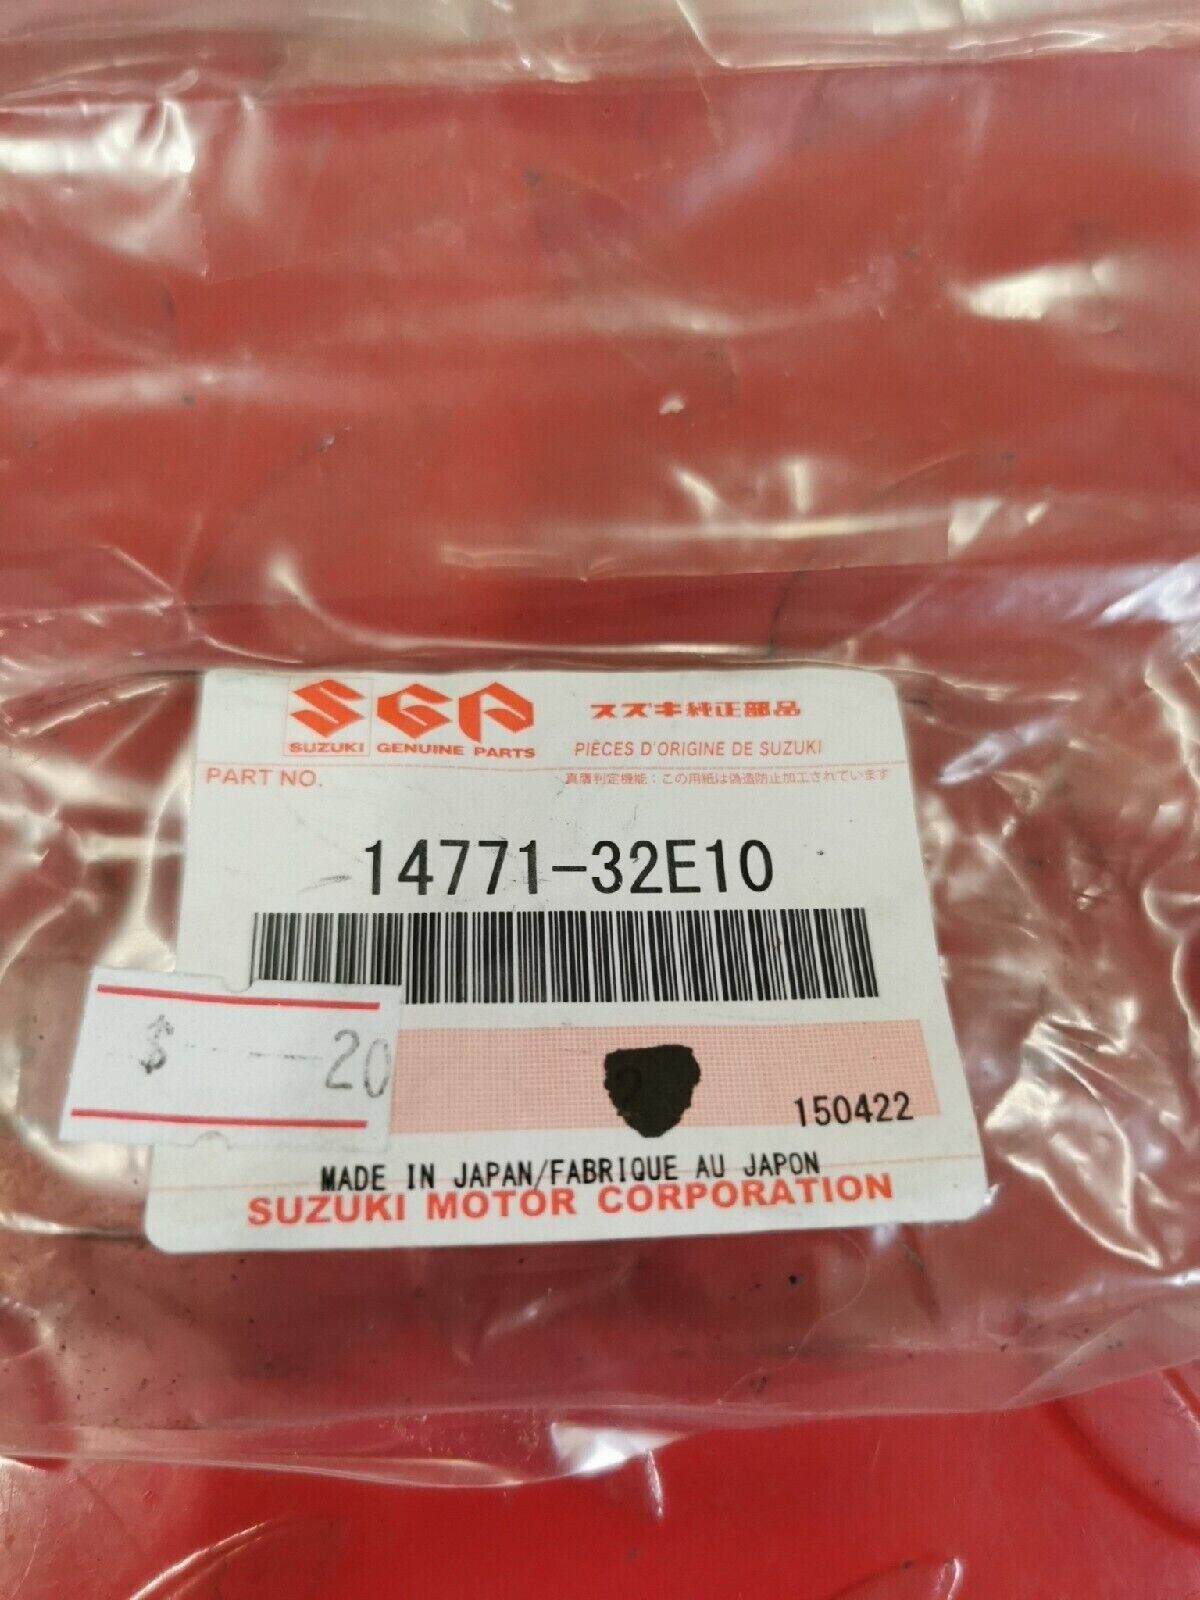 SGP
スズキ純正部品
SUZUKI GENUINE PARTS
PIÈCES D'ORIGINE DE SUZUKI
PART NO.
真贋判定機能：この用紙は偽造防止加工されています
14771-32E10
$ 20
2
150422
MADE IN JAPAN/FABRIQUE AU JAPON
SUZUKI MOTOR CORPORATION